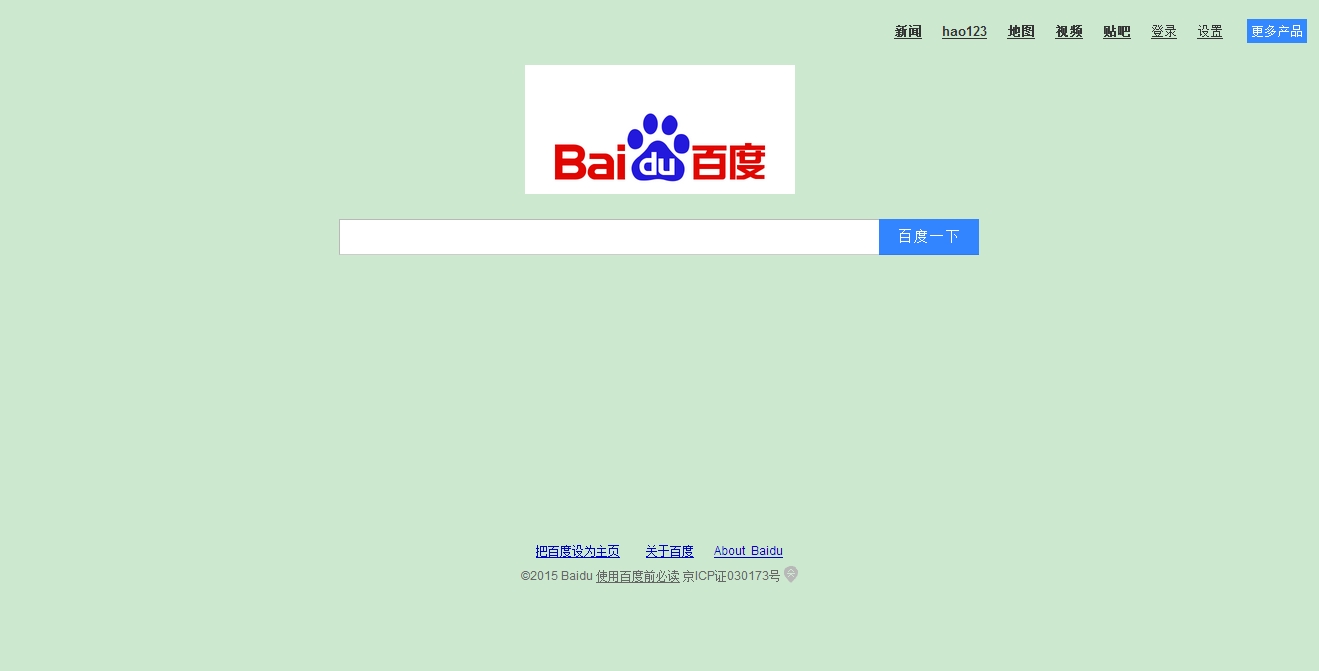 新闻 hao123 地图 视频 贴吧 登录 设置 更多产品
Bai du 百度
百度一下
把百度设为主页 关于百度 About Baidu
©2015 Baidu 使用百度前必读 京ICP证030173号